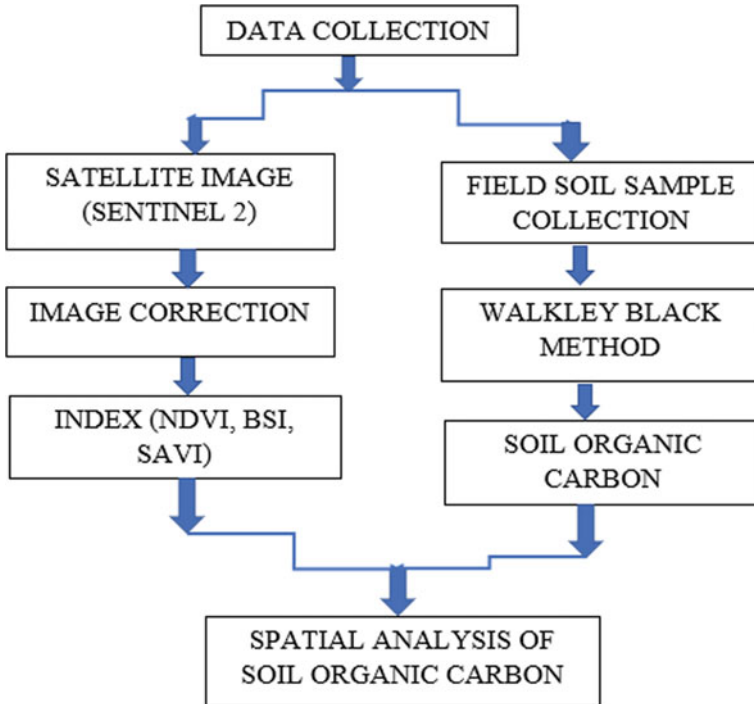 DATA COLLECTION
SATELLITE IMAGE
(SENTINEL 2)
FIELD SOIL SAMPLE
COLLECTION
IMAGE CORRECTION
WALKLEY BLACK
METHOD
INDEX (NDVI, BSI,
SAVI)
SOIL ORGANIC
CARBON
SPATIAL ANALYSIS OF
SOIL ORGANIC CARBON